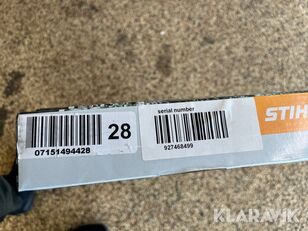 28
07151494428
serial number
927468499
STIH
KLARAVIK